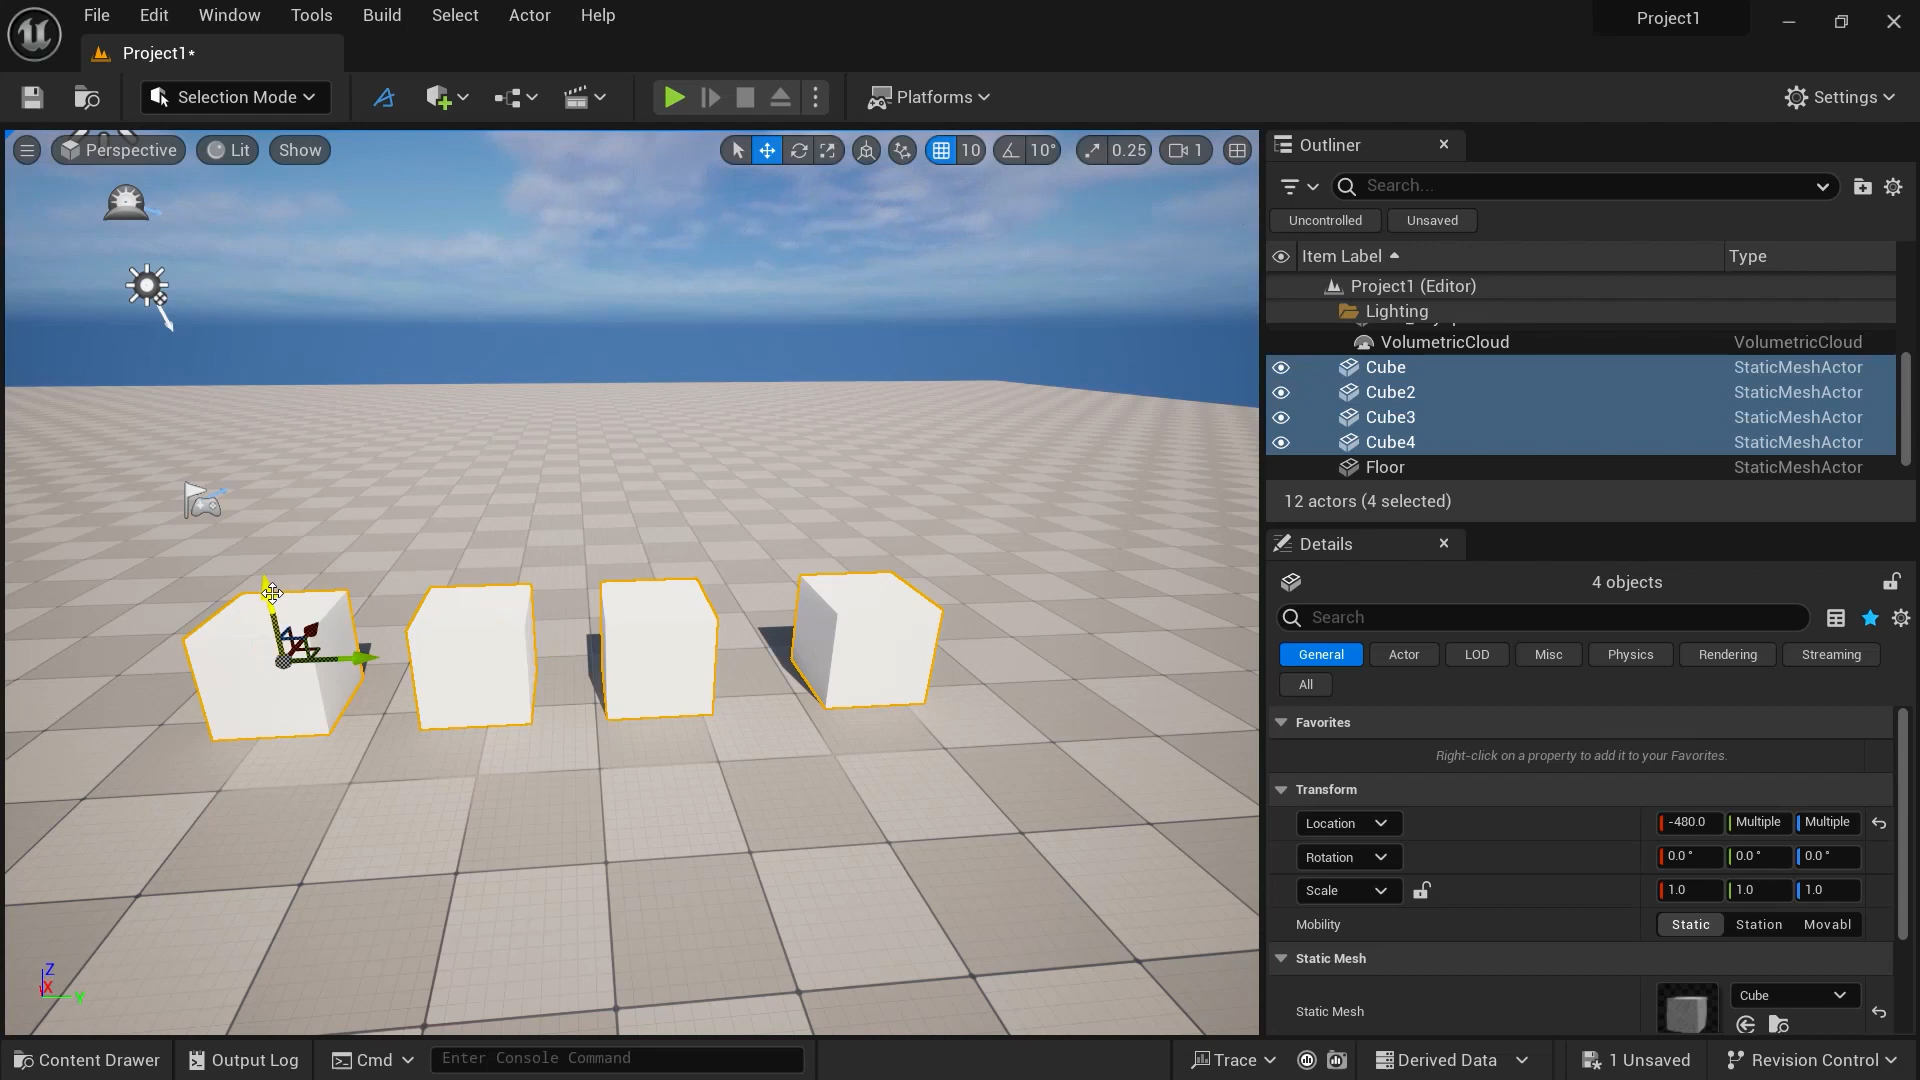 File Edit Window Tools Build Select Actor Help
Project1
Project1*
Selection Mode
Platforms
Settings
Perspective Lit Show
10 10° 0.25 1
Outliner
Search...
Uncontrolled Unsaved
Item Label Type
Project1 (Editor)
Lighting
VolumetricCloud VolumetricCloud
Cube StaticMeshActor
Cube2 StaticMeshActor
Cube3 StaticMeshActor
Cube4 StaticMeshActor
Floor StaticMeshActor
12 actors (4 selected)
Details
4 objects
Search
General Actor LOD Misc Physics Rendering Streaming
All
Favorites
Right-click on a property to add it to your Favorites.
Transform
Location -480.0 Multiple Multiple
Rotation 0.0 ° 0.0 ° 0.0 °
Scale 1.0 1.0 1.0
Mobility Static Station Movabl
Static Mesh
Static Mesh Cube
Z
X
Y
Content Drawer Output Log Cmd Enter Console Command Trace Derived Data 1 Unsaved Revision Control